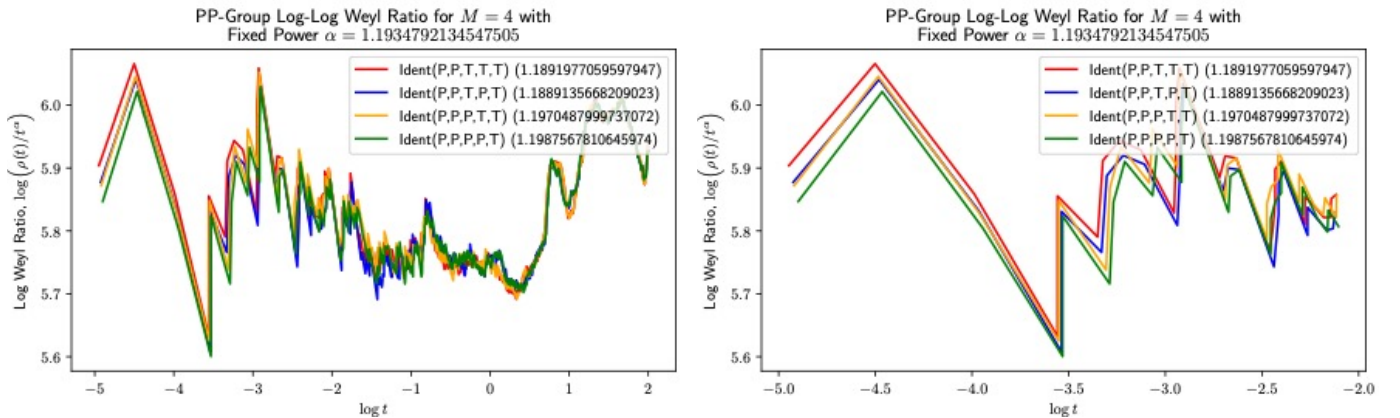 PP-Group Log-Log Weyl Ratio for M = 4 with
Fixed Power α = 1.1934792134547505
Log Weyl Ratio, log(ρ(t)/t^α)
6.0
5.9
5.8
5.7
5.6
Ident(P,P,T,T,T) (1.1891977059597947)
Ident(P,P,T,P,T) (1.1889135668209023)
Ident(P,P,P,T,T) (1.1970487999737072)
Ident(P,P,P,P,T) (1.1987567810645974)
−5 −4 −3 −2 −1 0 1 2
log t
PP-Group Log-Log Weyl Ratio for M = 4 with
Fixed Power α = 1.1934792134547505
Log Weyl Ratio, log(ρ(t)/t^α)
6.0
5.9
5.8
5.7
5.6
Ident(P,P,T,T,T) (1.1891977059597947)
Ident(P,P,T,P,T) (1.1889135668209023)
Ident(P,P,P,T,T) (1.1970487999737072)
Ident(P,P,P,P,T) (1.1987567810645974)
−5.0 −4.5 −4.0 −3.5 −3.0 −2.5 −2.0
log t